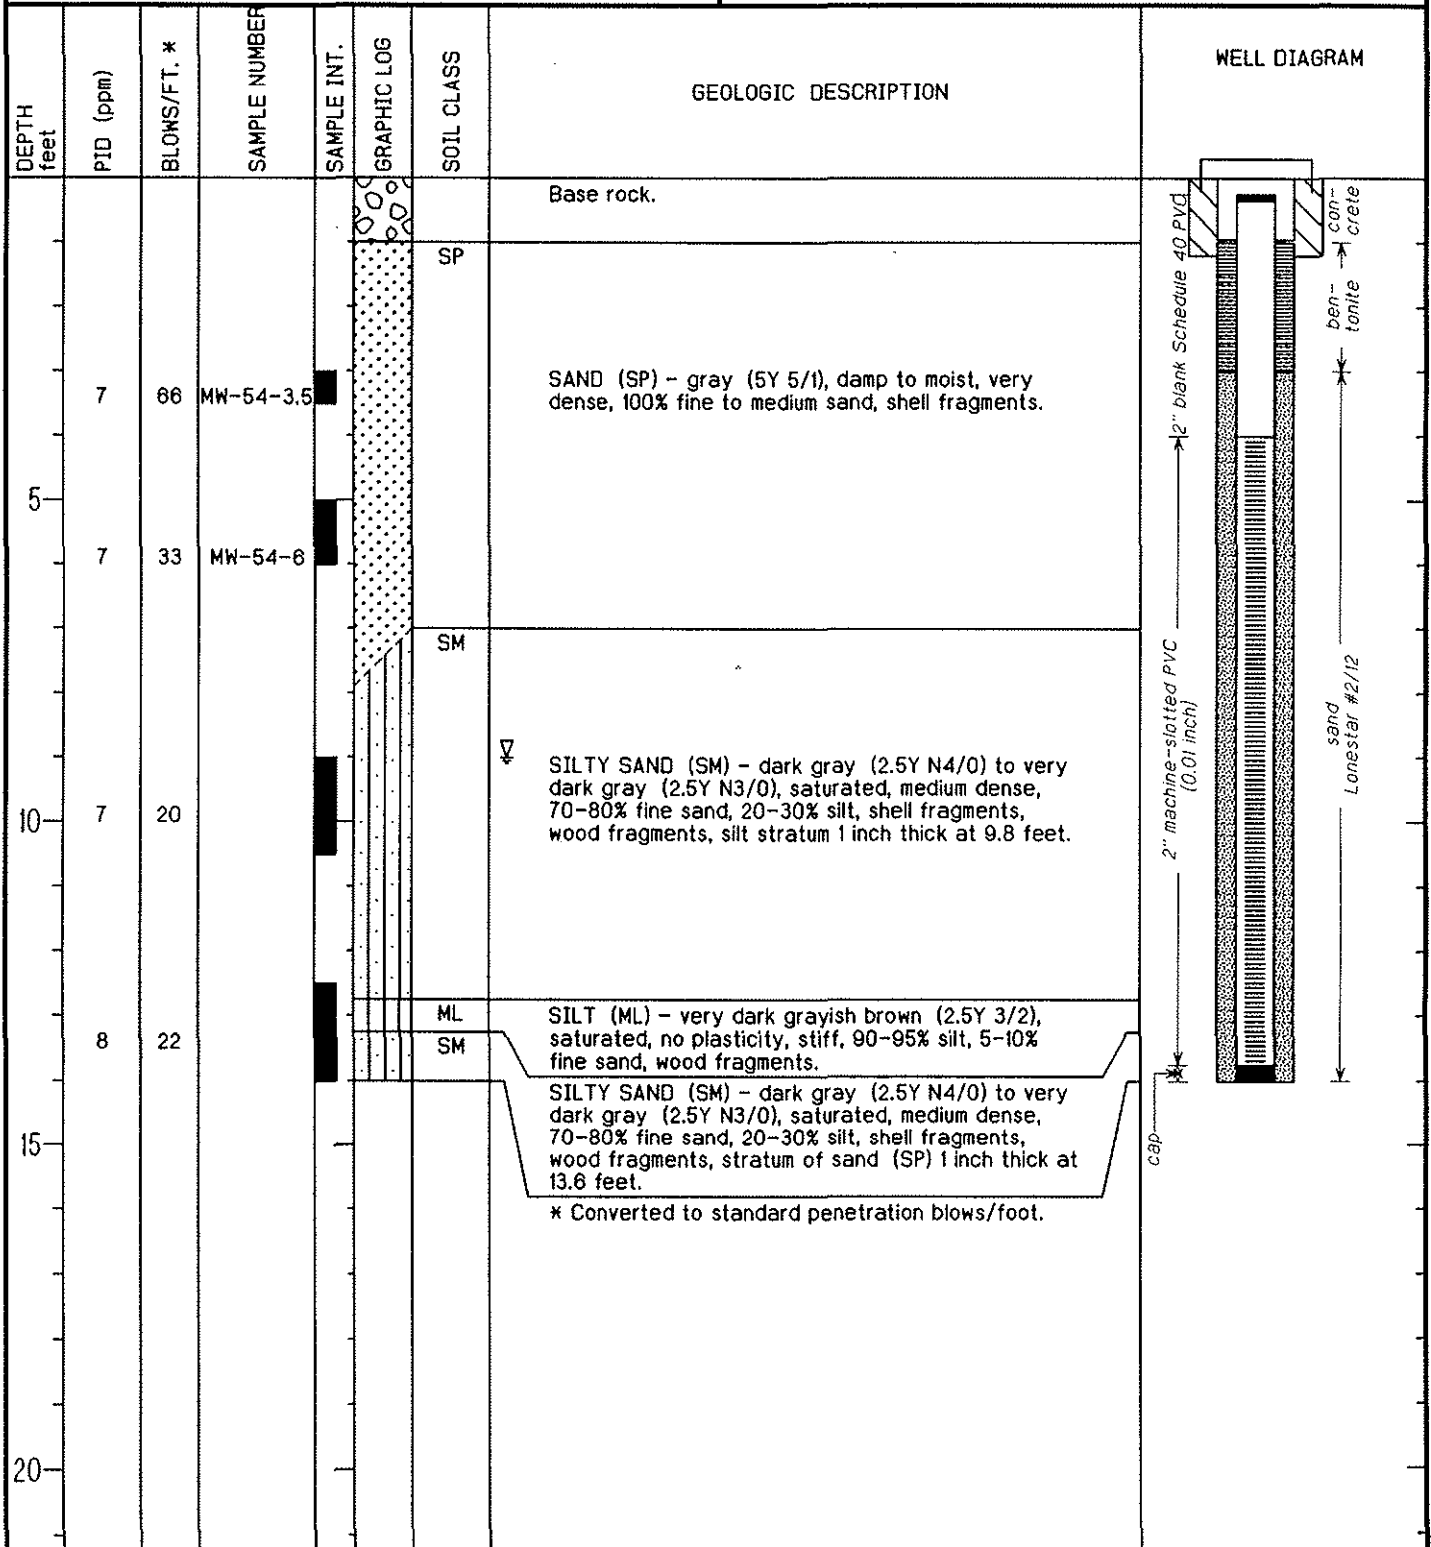 DEPTH
feet
PID (ppm)
BLOWS/FT. *
SAMPLE NUMBER
SAMPLE INT.
GRAPHIC LOG
SOIL CLASS
GEOLOGIC DESCRIPTION
WELL DIAGRAM
Base rock.
SP
7
66
MW-54-3.5
SAND (SP) - gray (5Y 5/1), damp to moist, very
dense, 100% fine to medium sand, shell fragments.
5
7
33
MW-54-6
SM
10
7
20
SILTY SAND (SM) - dark gray (2.5Y N4/0) to very
dark gray (2.5Y N3/0), saturated, medium dense,
70-80% fine sand, 20-30% silt, shell fragments,
wood fragments, silt stratum 1 inch thick at 9.8 feet.
ML
8
22
SM
SILT (ML) - very dark grayish brown (2.5Y 3/2),
saturated, no plasticity, stiff, 90-95% silt, 5-10%
fine sand, wood fragments.
SILTY SAND (SM) - dark gray (2.5Y N4/0) to very
dark gray (2.5Y N3/0), saturated, medium dense,
70-80% fine sand, 20-30% silt, shell fragments,
wood fragments, stratum of sand (SP) 1 inch thick at
13.6 feet.
15
* Converted to standard penetration blows/foot.
20
2" blank Schedule 40 PVC
2" machine-slotted PVC
(0.01 inch)
cap
con-
crete
ben-
tonite
sand
Lonestar #2/12